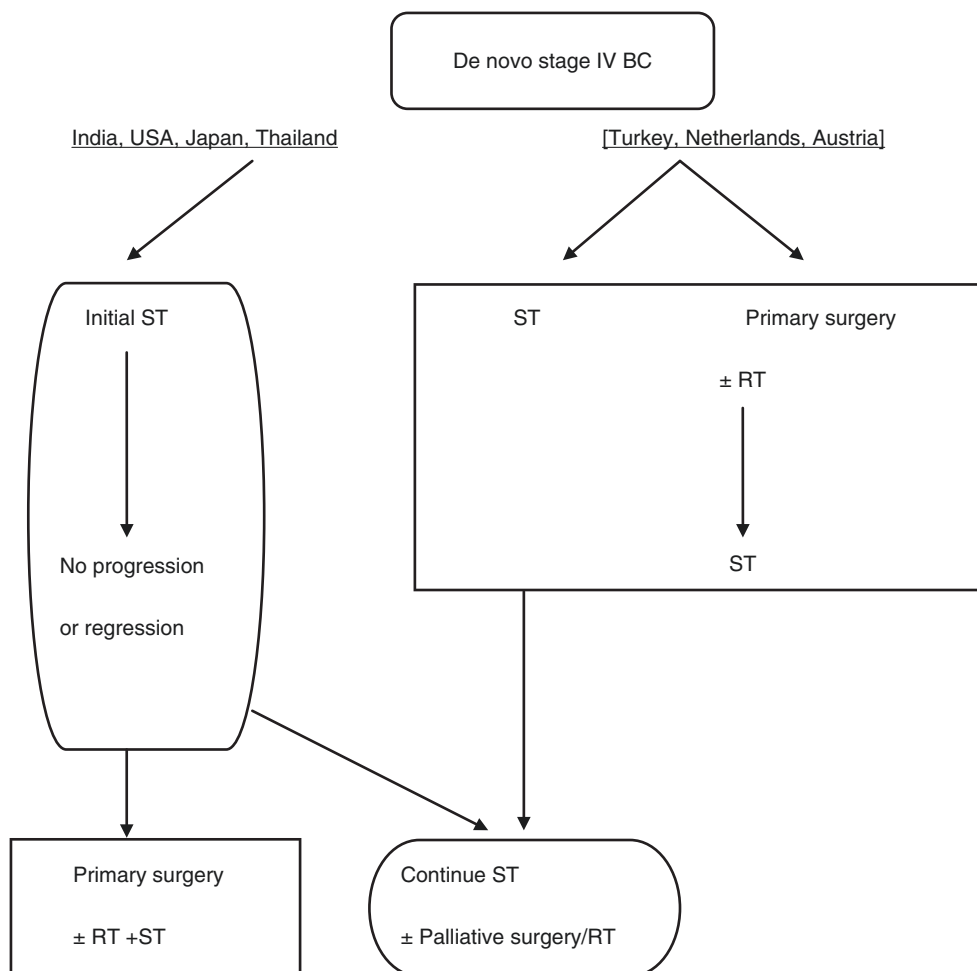 De novo stage IV BC
India, USA, Japan, Thailand
[Turkey, Netherlands, Austria]
Initial ST
No progression
or regression
ST
Primary surgery
± RT
ST
Primary surgery
± RT +ST
Continue ST
± Palliative surgery/RT